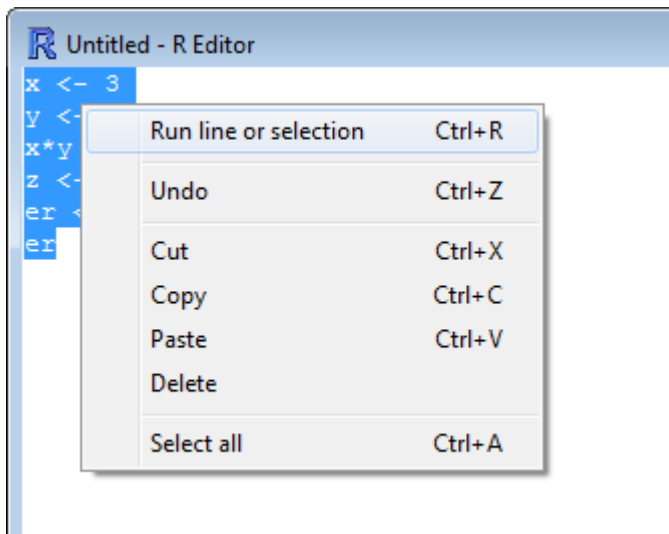 R Untitled - R Editor
x <- 3
y <-
x*y
z <-
er <
er
Run line or selection Ctrl+R
Undo Ctrl+Z
Cut Ctrl+X
Copy Ctrl+C
Paste Ctrl+V
Delete
Select all Ctrl+A